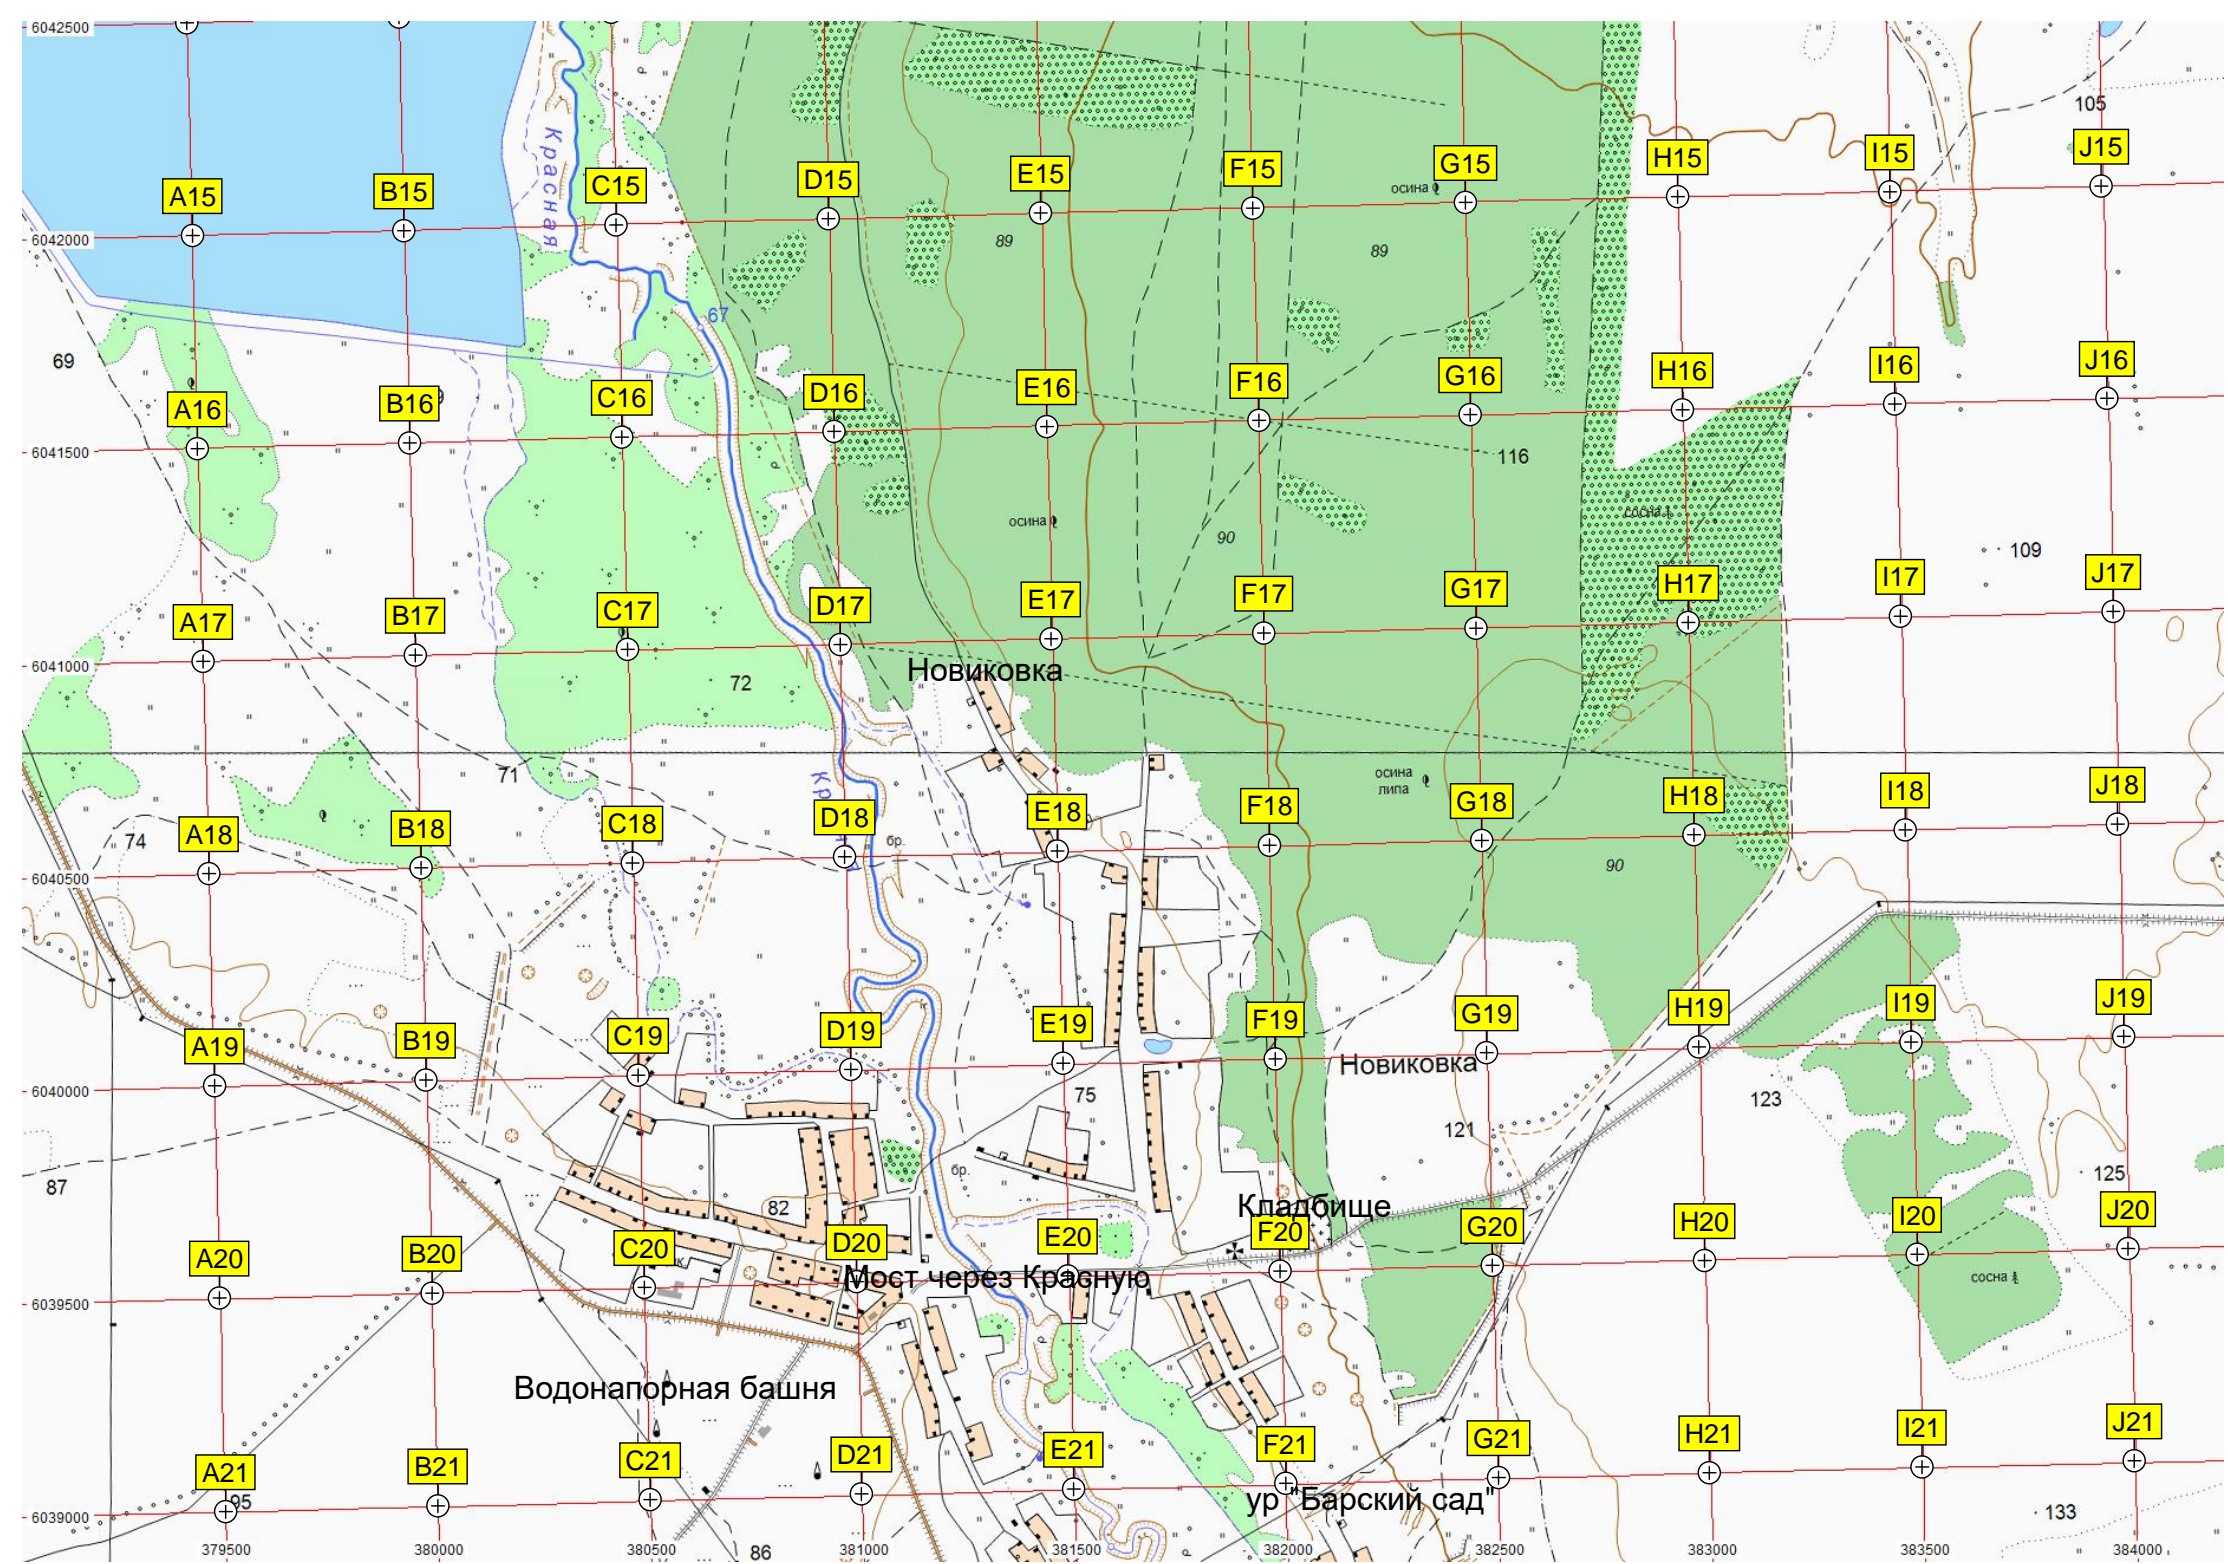 6042500
105
Красная
A15 B15 C15 D15 E15 F15 G15 H15 I15 J15
осина
6042000
89 89
67
69
A16 B16 C16 D16 E16 F16 G16 H16 I16 J16
6041500
116
осина
сосна
90
109
A17 B17 C17 D17 E17 F17 G17 H17 I17 J17
6041000
Новиковка
72
71
осина
липа
A18 B18 C18 D18 E18 F18 G18 H18 I18 J18
74
бр.
90
6040500
A19 B19 C19 D19 E19 F19 G19 H19 I19 J19
Новиковка
6040000
75
123
121
бр.
125
87
82
Кладбище
A20 B20 C20 D20 E20 F20 G20 H20 I20 J20
Мост через Красную
сосна
6039500
Водонапорная башня
A21 B21 C21 D21 E21 F21 G21 H21 I21 J21
95
ур "Барский сад"
133
6039000
86
379500 380000 380500 381000 381500 382000 382500 383000 383500 384000